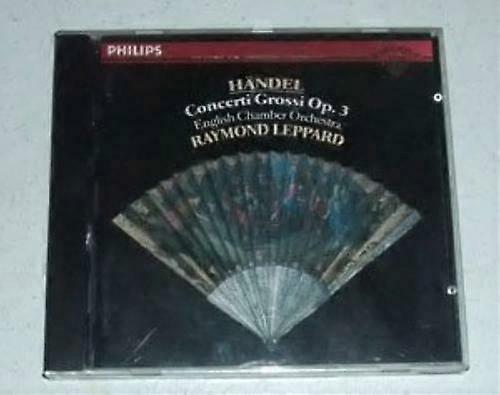 PHILIPS
HÄNDEL
Concerti Grossi Op. 3
English Chamber Orchestra
RAYMOND LEPPARD